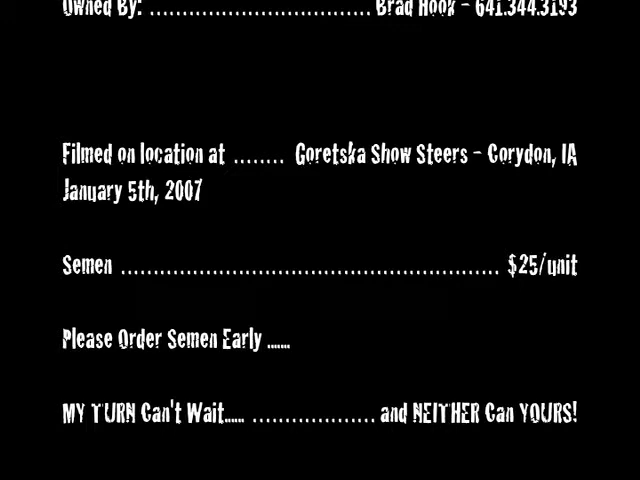 Owned By: .................................. Brad Hook - 641.344.3193
Filmed on location at ........ Goretska Show Steers - Corydon, IA
January 5th, 2007
Semen .......................................................... $25/unit
Please Order Semen Early .......
MY TURN Can't Wait...... ................... and NEITHER Can YOURS!